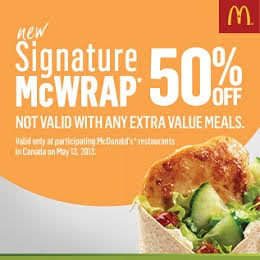 new
Signature
McWRAP® 50% OFF
NOT VALID WITH ANY EXTRA VALUE MEALS.
Valid only at participating McDonald's® restaurants
in Canada on May 13, 2013.